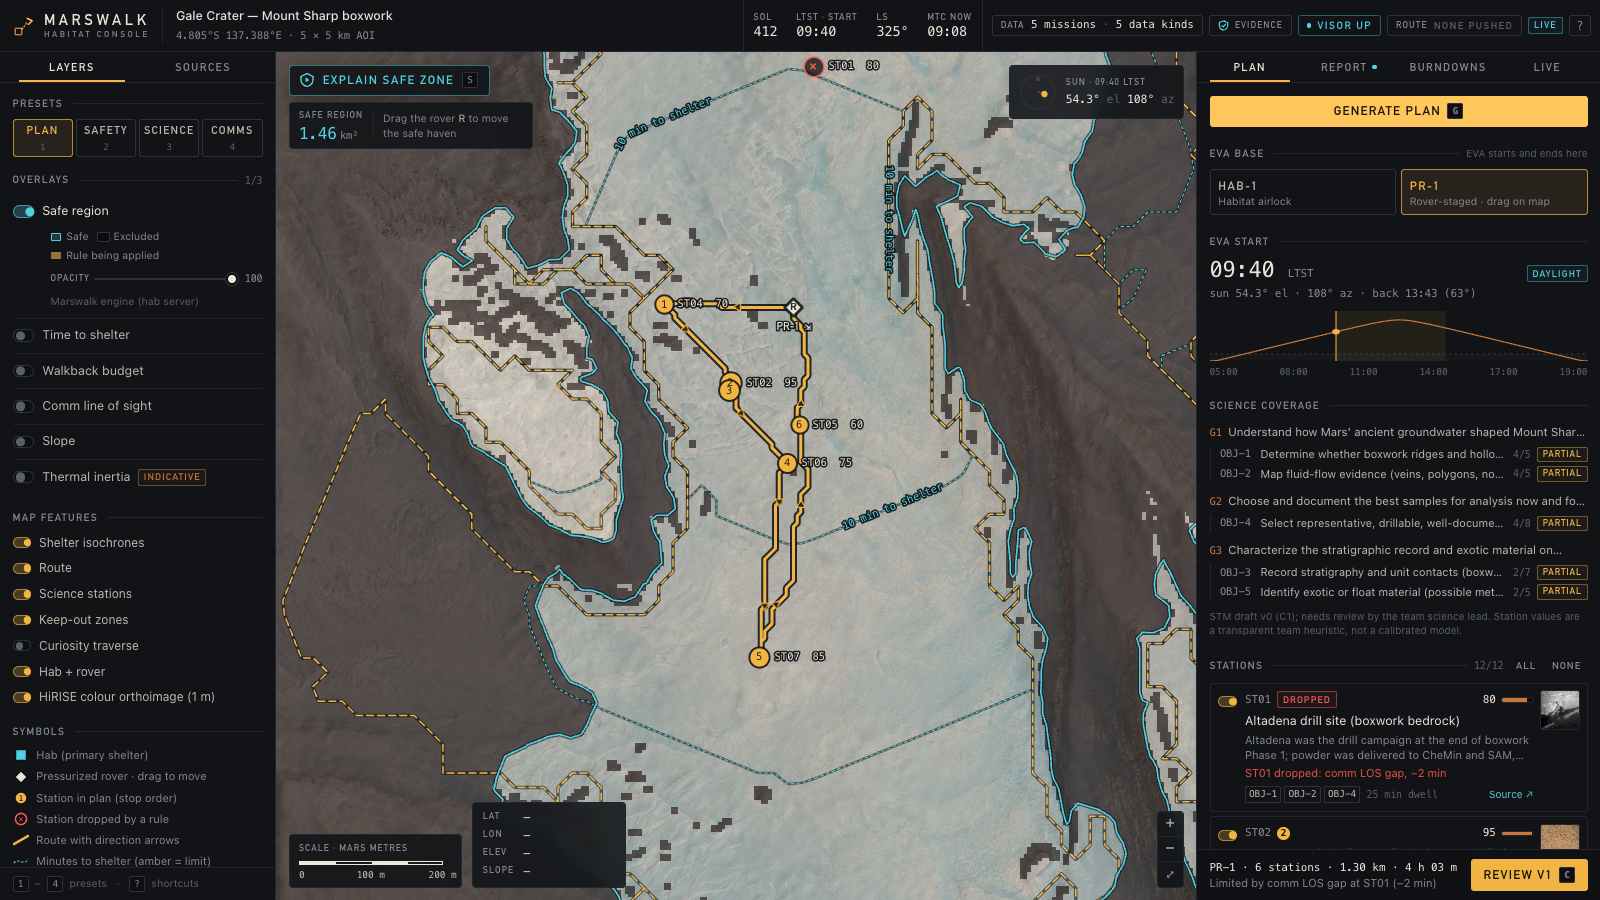 MARSWALK
HABITAT CONSOLE
Gale Crater — Mount Sharp boxwork
4.805°S 137.388°E · 5 × 5 km AOI
SOL
412
LTST · START
09:40
LS
325°
MTC NOW
09:08
DATA 5 missions · 5 data kinds
EVIDENCE
VISOR UP
ROUTE NONE PUSHED
LIVE
?
LAYERS
SOURCES
PRESETS
PLAN
1
SAFETY
2
SCIENCE
3
COMMS
4
OVERLAYS
1/3
Safe region
Safe
Excluded
Rule being applied
OPACITY
100
Marswalk engine (hab server)
Time to shelter
Walkback budget
Comm line of sight
Slope
Thermal inertia
INDICATIVE
MAP FEATURES
Shelter isochrones
Route
Science stations
Keep-out zones
Curiosity traverse
Hab + rover
HiRISE colour orthoimage (1 m)
SYMBOLS
Hab (primary shelter)
Pressurized rover · drag to move
1 Station in plan (stop order)
Station dropped by a rule
Route with direction arrows
Minutes to shelter (amber = limit)
1 – 4 presets · ? shortcuts
EXPLAIN SAFE ZONE S
SAFE REGION
1.46 km²
Drag the rover R to move
the safe haven
ST01 80
N
SUN · 09:40 LTST
54.3° el 108° az
10 min to shelter
10 min to shelter
1 ST04 70
R
PR-1
2
3
ST02 95
6 ST05 60
4 ST06 75
10 min to shelter
5 ST07 85
SCALE · MARS METRES
0 100 m 200 m
LAT –
LON –
ELEV –
SLOPE –
+
−
PLAN
REPORT
BURNDOWNS
LIVE
GENERATE PLAN G
EVA BASE
EVA starts and ends here
HAB-1
Habitat airlock
PR-1
Rover-staged · drag on map
EVA START
09:40 LTST
DAYLIGHT
sun 54.3° el · 108° az · back 13:43 (63°)
05:00 08:00 11:00 14:00 17:00 19:00
SCIENCE COVERAGE
G1 Understand how Mars' ancient groundwater shaped Mount Shar...
OBJ-1 Determine whether boxwork ridges and hollo... 4/5 PARTIAL
OBJ-2 Map fluid-flow evidence (veins, polygons, no... 4/5 PARTIAL
G2 Choose and document the best samples for analysis now and fo...
OBJ-4 Select representative, drillable, well-docume... 4/8 PARTIAL
G3 Characterize the stratigraphic record and exotic material on...
OBJ-3 Record stratigraphy and unit contacts (boxw... 2/7 PARTIAL
OBJ-5 Identify exotic or float material (possible met... 2/5 PARTIAL
STM draft v0 (C1); needs review by the team science lead. Station values are
a transparent team heuristic, not a calibrated model.
STATIONS
12/12
ALL
NONE
ST01 DROPPED 80
Altadena drill site (boxwork bedrock)
Altadena was the drill campaign at the end of boxwork
Phase 1; powder was delivered to CheMin and SAM,...
ST01 dropped: comm LOS gap, −2 min
OBJ-1 OBJ-2 OBJ-4 25 min dwell
Source ↗
ST02 2 95
PR-1 · 6 stations · 1.30 km · 4 h 03 m
Limited by comm LOS gap at ST01 (−2 min)
REVIEW V1 C